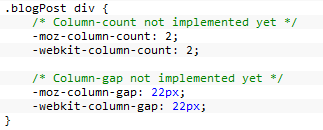 .blogPost div {
/* Column-count not implemented yet */
-moz-column-count: 2;
-webkit-column-count: 2;
/* Column-gap not implemented yet */
-moz-column-gap: 22px;
-webkit-column-gap: 22px;
}